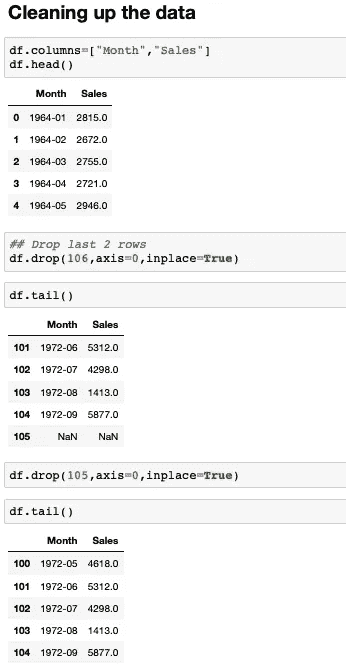 Cleaning up the data
df.columns=["Month","Sales"]
df.head()
Month Sales
0 1964-01 2815.0
1 1964-02 2672.0
2 1964-03 2755.0
3 1964-04 2721.0
4 1964-05 2946.0
## Drop last 2 rows
df.drop(106,axis=0,inplace=True)
df.tail()
Month Sales
101 1972-06 5312.0
102 1972-07 4298.0
103 1972-08 1413.0
104 1972-09 5877.0
105 NaN NaN
df.drop(105,axis=0,inplace=True)
df.tail()
Month Sales
100 1972-05 4618.0
101 1972-06 5312.0
102 1972-07 4298.0
103 1972-08 1413.0
104 1972-09 5877.0